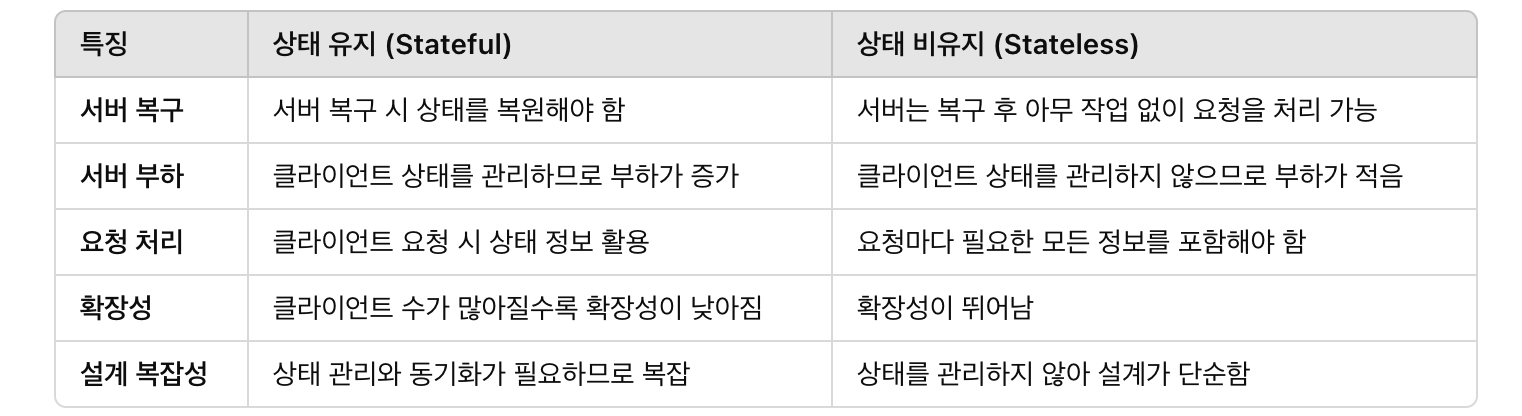 특징 상태 유지 (Stateful) 상태 비유지 (Stateless)
서버 복구 서버 복구 시 상태를 복원해야 함 서버는 복구 후 아무 작업 없이 요청을 처리 가능
서버 부하 클라이언트 상태를 관리하므로 부하가 증가 클라이언트 상태를 관리하지 않으므로 부하가 적음
요청 처리 클라이언트 요청 시 상태 정보 활용 요청마다 필요한 모든 정보를 포함해야 함
확장성 클라이언트 수가 많아질수록 확장성이 낮아짐 확장성이 뛰어남
설계 복잡성 상태 관리와 동기화가 필요하므로 복잡 상태를 관리하지 않아 설계가 단순함